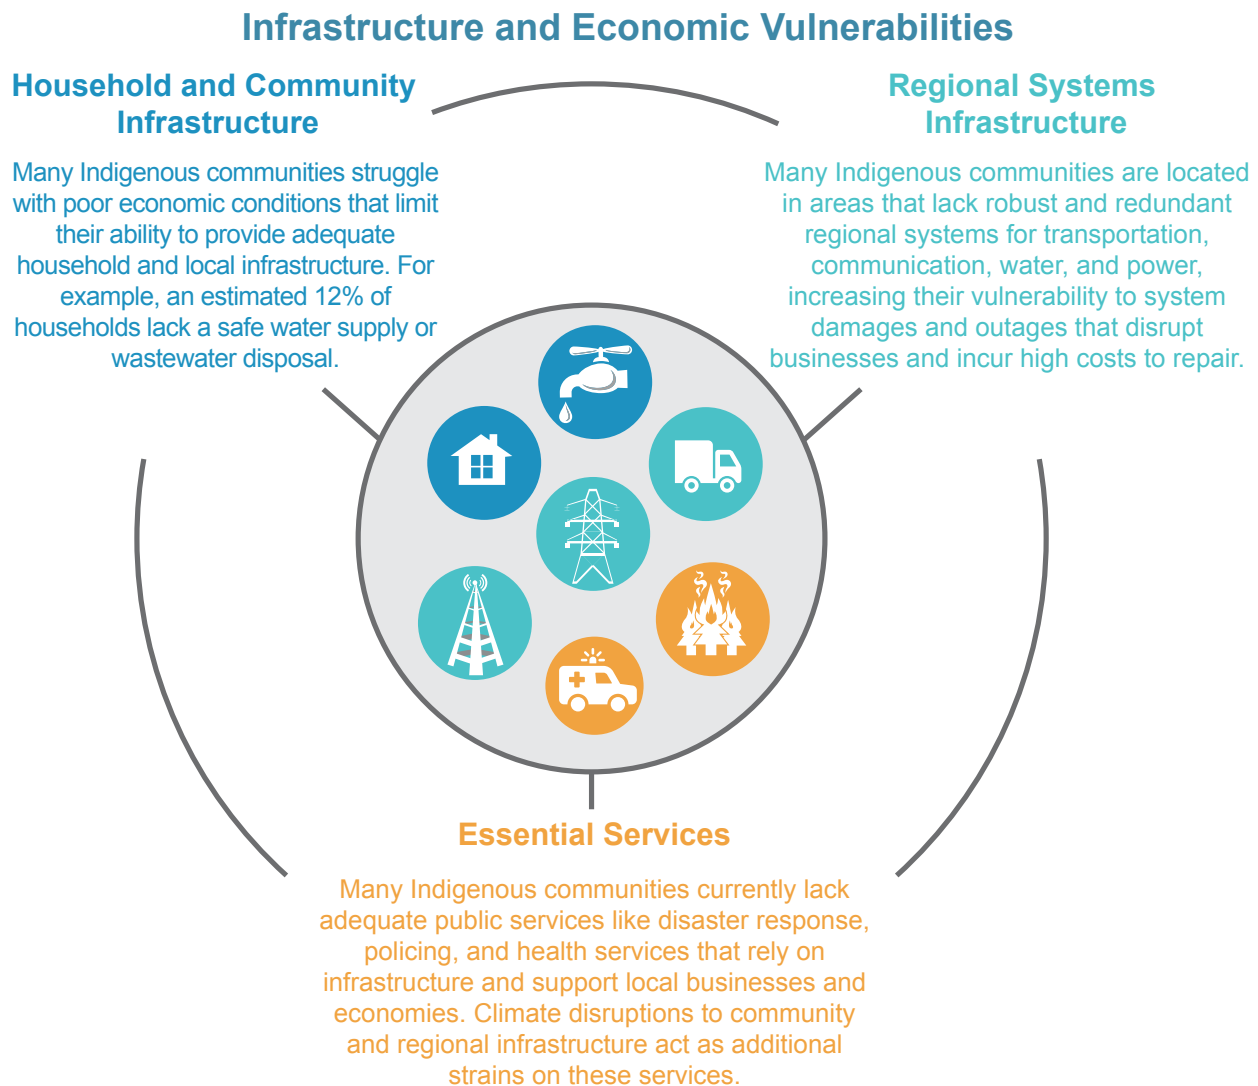 Infrastructure and Economic Vulnerabilities
Household and Community
Infrastructure
Many Indigenous communities struggle
with poor economic conditions that limit
their ability to provide adequate
household and local infrastructure. For
example, an estimated 12% of
households lack a safe water supply or
wastewater disposal.
Regional Systems
Infrastructure
Many Indigenous communities are located
in areas that lack robust and redundant
regional systems for transportation,
communication, water, and power,
increasing their vulnerability to system
damages and outages that disrupt
businesses and incur high costs to repair.
Essential Services
Many Indigenous communities currently lack
adequate public services like disaster response,
policing, and health services that rely on
infrastructure and support local businesses and
economies. Climate disruptions to community
and regional infrastructure act as additional
strains on these services.